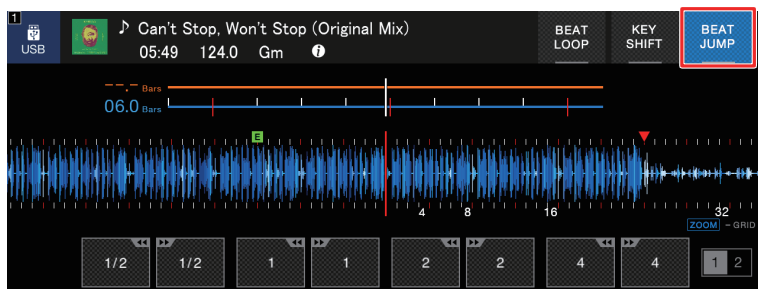 1
USB
♪ Can't Stop, Won't Stop (Original Mix)
05:49 124.0 Gm i
BEAT LOOP
KEY SHIFT
BEAT JUMP
--.- Bars
06.0 Bars
E
4 8 16 32
ZOOM - GRID
1/2 1/2 1 1 2 2 4 4 1 2